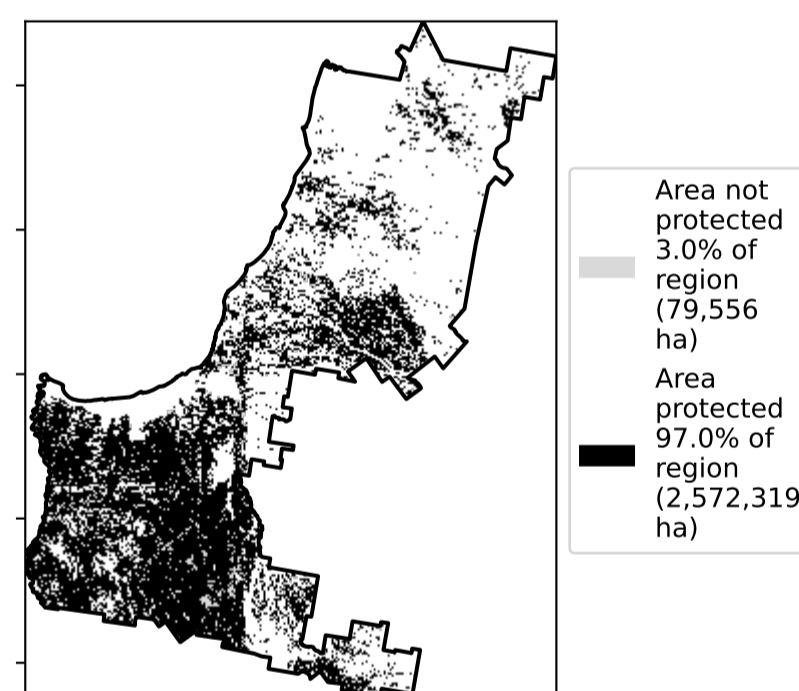 Area not
protected
3.0% of
region
(79,556
ha)
Area
protected
97.0% of
region
(2,572,319
ha)